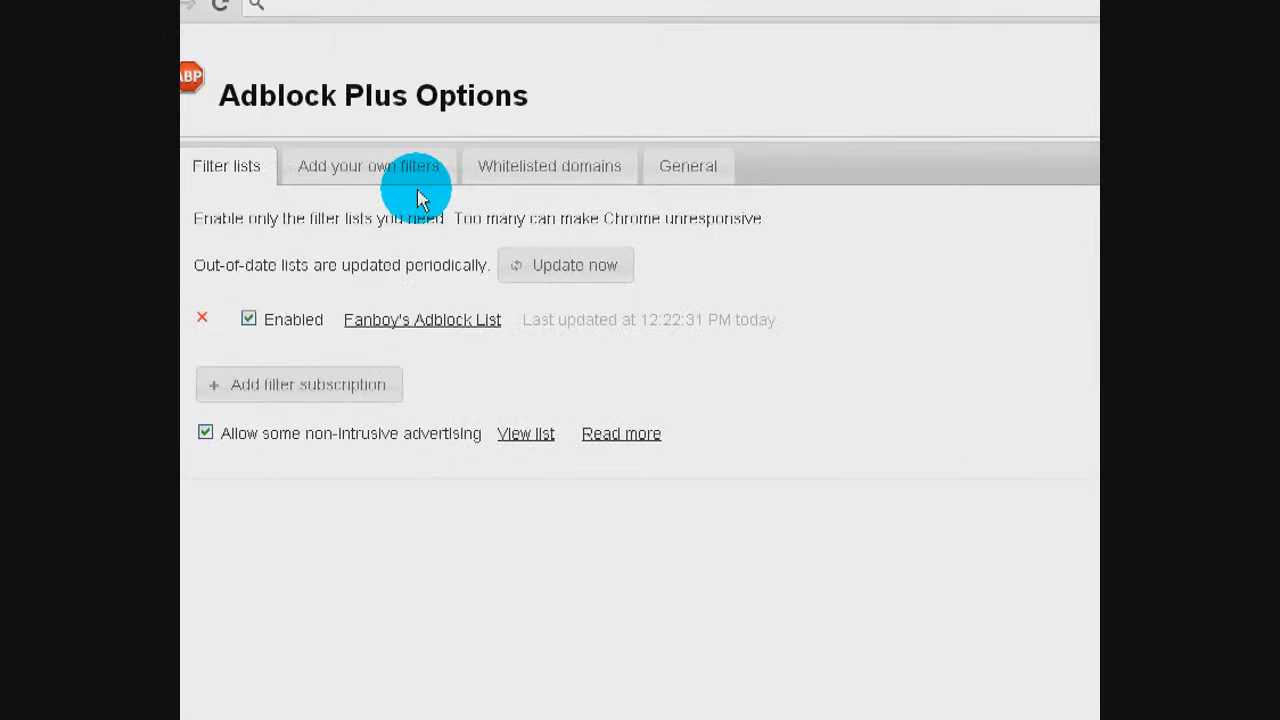 ABP
Adblock Plus Options
Filter lists Add your own filters Whitelisted domains General
Enable only the filter lists you need. Too many can make Chrome unresponsive.
Out-of-date lists are updated periodically. Update now
Enabled Fanboy's Adblock List Last updated at 12:22:31 PM today
+ Add filter subscription
Allow some non-intrusive advertising View list Read more